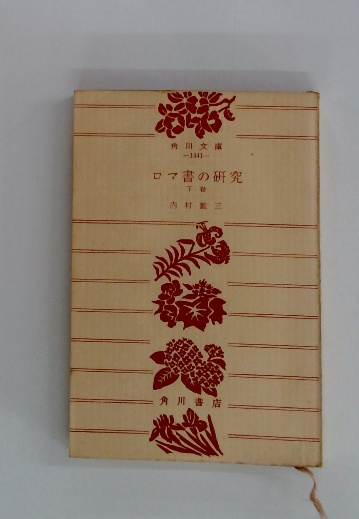 角川文庫
—1441—
ロマ書の研究
下巻
内村鑑三
角川書店